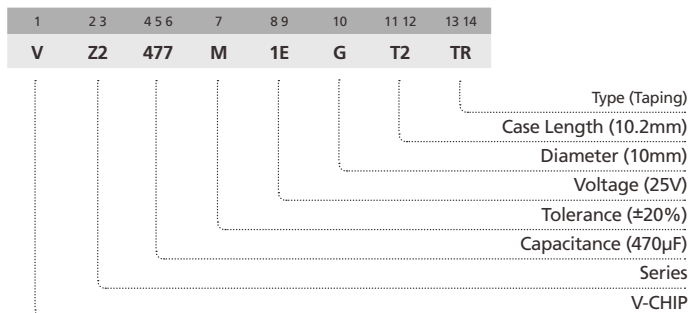 1 2 3 4 5 6 7 8 9 10 11 12 13 14
V Z2 477 M 1E G T2 TR
Type (Taping)
Case Length (10.2mm)
Diameter (10mm)
Voltage (25V)
Tolerance (±20%)
Capacitance (470µF)
Series
V-CHIP